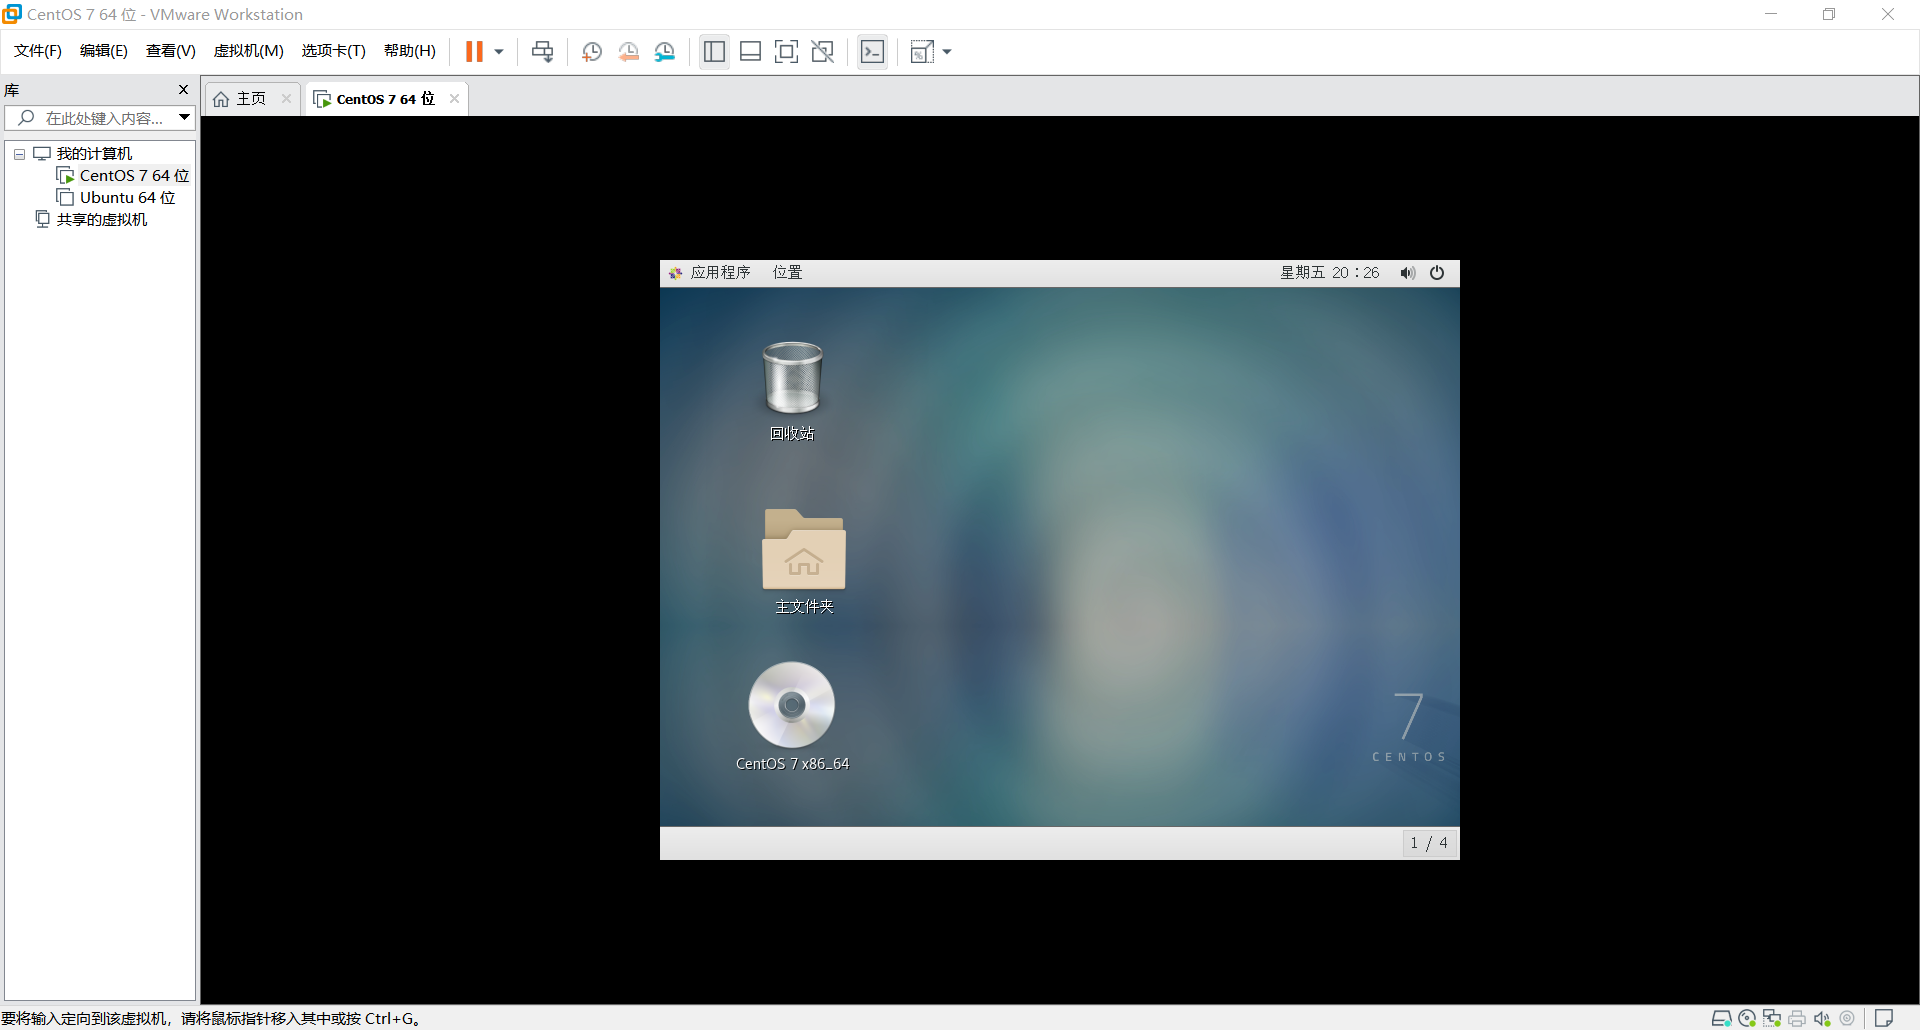 CentOS 7 64 位 - VMware Workstation
文件(F) 编辑(E) 查看(V) 虚拟机(M) 选项卡(T) 帮助(H)
库
主页
CentOS 7 64 位
在此处键入内容...
我的计算机
CentOS 7 64 位
Ubuntu 64 位
共享的虚拟机
应用程序 位置 星期五 20：26
回收站
主文件夹
CentOS 7 x86_64
7
CENTOS
1 / 4
要将输入定向到该虚拟机，请将鼠标指针移入其中或按 Ctrl+G。